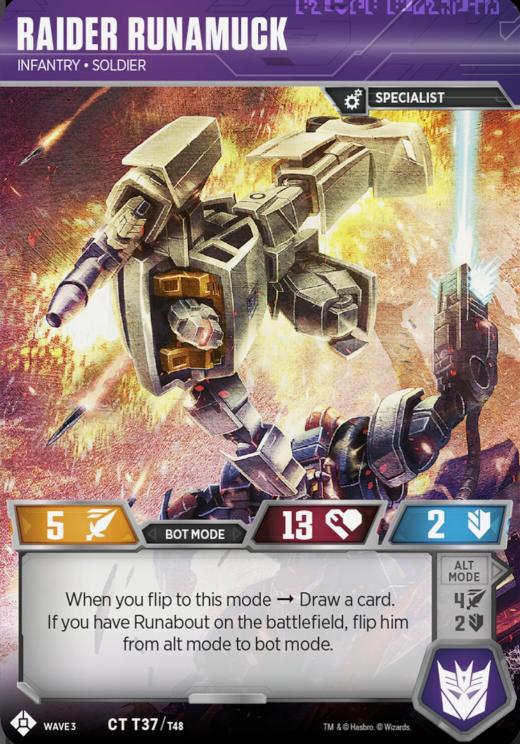 RAIDER RUNAMUCK
INFANTRY • SOLDIER
SPECIALIST
5
BOT MODE
13
2
ALT
MODE
4
2
When you flip to this mode → Draw a card.
If you have Runabout on the battlefield, flip him
from alt mode to bot mode.
WAVE 3
CT T37/T48
TM & © Hasbro. © Wizards.